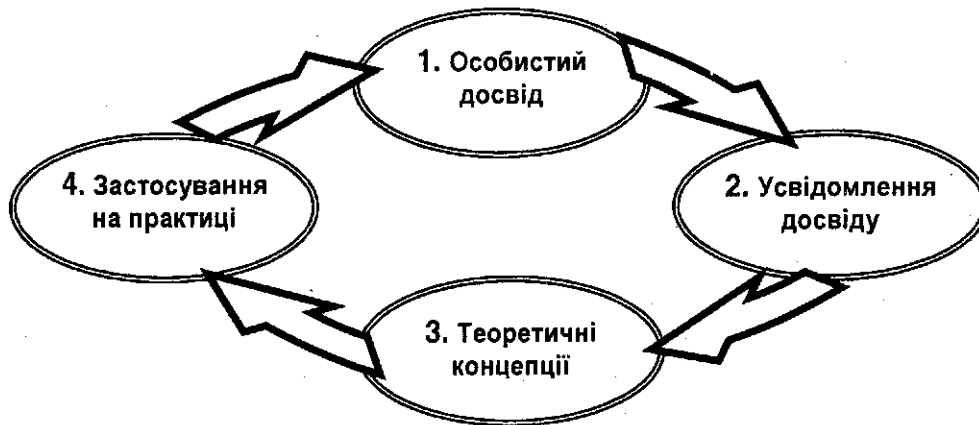 1. Особистий
досвід
2. Усвідомлення
досвіду
3. Теоретичні
концепції
4. Застосування
на практиці